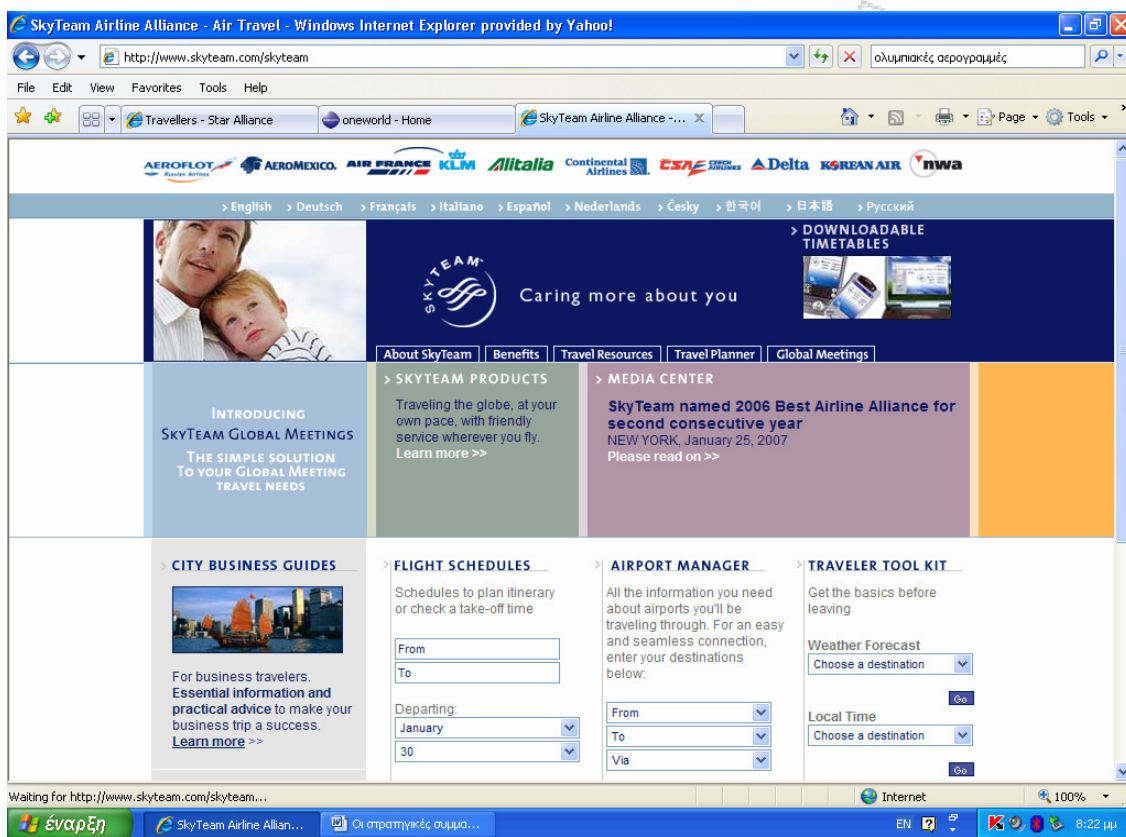 SkyTeam Airline Alliance - Air Travel - Windows Internet Explorer provided by Yahoo!
http://www.skyteam.com/skyteam
ολυμπιακές αερογραμμές
File Edit View Favorites Tools Help
Travellers - Star Alliance
oneworld - Home
SkyTeam Airline Alliance -...
Page
Tools
AEROFLOT
Russian Airlines
AEROMEXICO.
AIR FRANCE
KLM
Alitalia
Continental Airlines
CSA CZECH AIRLINES
Delta
KOREAN AIR
nwa
> English > Deutsch > Français > Italiano > Español > Nederlands > Česky > 한국어 > 日本語 > Русский
> DOWNLOADABLE
TIMETABLES
SKYTEAM
Caring more about you
About SkyTeam
Benefits
Travel Resources
Travel Planner
Global Meetings
INTRODUCING
SKYTEAM GLOBAL MEETINGS
THE SIMPLE SOLUTION
TO YOUR GLOBAL MEETING
TRAVEL NEEDS
> SKYTEAM PRODUCTS
Traveling the globe, at your
own pace, with friendly
service wherever you fly.
Learn more >>
> MEDIA CENTER
SkyTeam named 2006 Best Airline Alliance for
second consecutive year
NEW YORK, January 25, 2007
Please read on >>
> CITY BUSINESS GUIDES
For business travelers.
Essential information and
practical advice to make your
business trip a success.
Learn more >>
> FLIGHT SCHEDULES
Schedules to plan itinerary
or check a take-off time
From
To
Departing:
January
30
> AIRPORT MANAGER
All the information you need
about airports you'll be
traveling through. For an easy
and seamless connection,
enter your destinations
below:
From
To
Via
> TRAVELER TOOL KIT
Get the basics before
leaving
Weather Forecast
Choose a destination
Go
Local Time
Choose a destination
Go
Waiting for http://www.skyteam.com/skyteam...
Internet
100%
έναρξη
SkyTeam Airline Allian...
Οι στρατηγικές συμμα...
EN
8:22 μμ